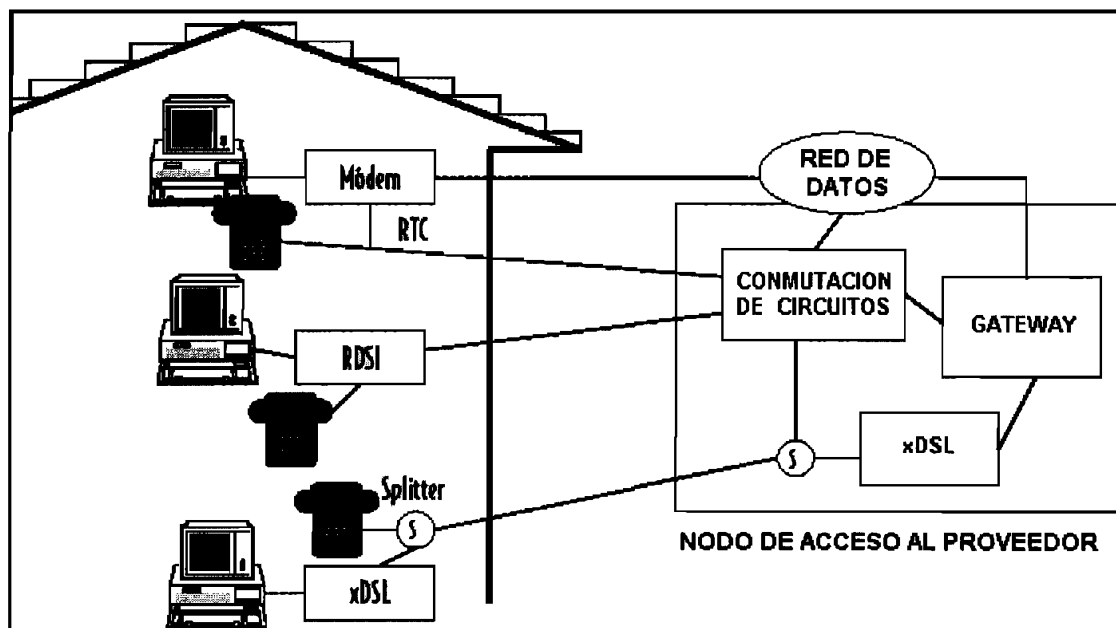 Módem
RTC
RED DE
DATOS
CONMUTACION
DE CIRCUITOS
GATEWAY
RDSI
Splitter
S
xDSL
S
xDSL
NODO DE ACCESO AL PROVEEDOR